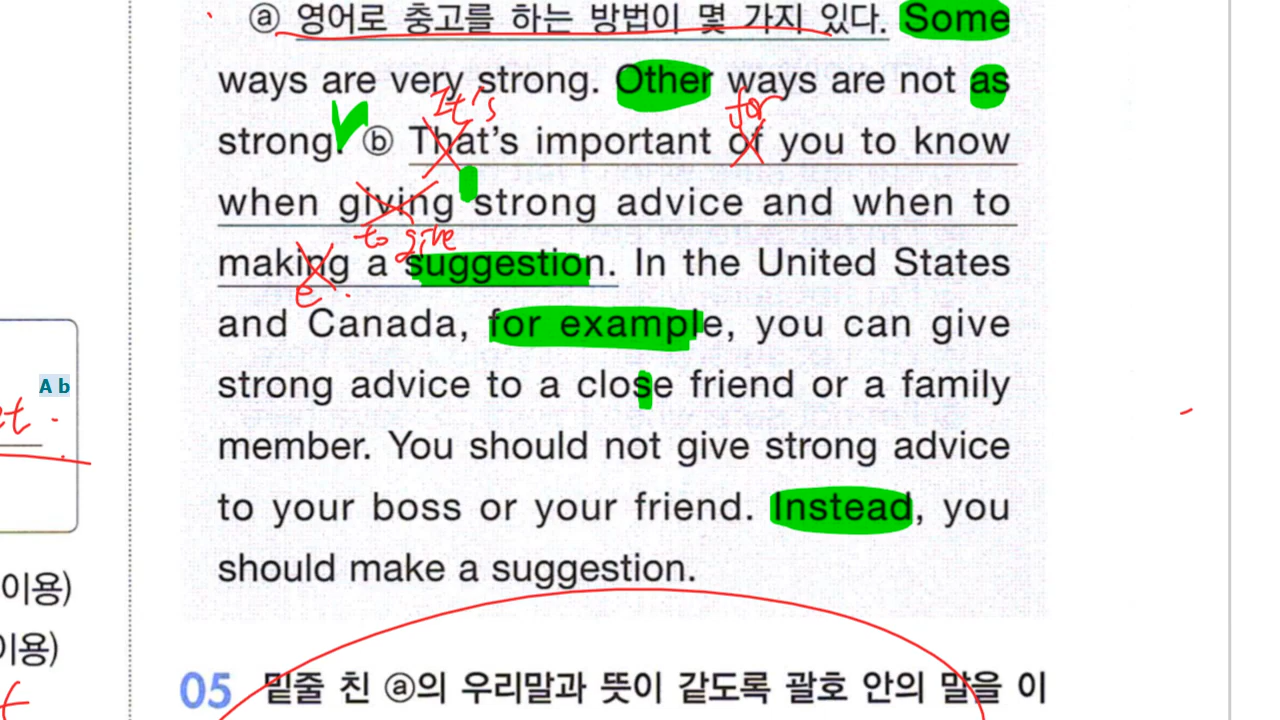 ⓐ 영어로 충고를 하는 방법이 몇 가지 있다. Some
ways are very strong. Other ways are not as
It's for
strong. ⓑ That's important of you to know
when giving strong advice and when to
to give
making a suggestion. In the United States
e
and Canada, for example, you can give
strong advice to a close friend or a family
A b
member. You should not give strong advice
to your boss or your friend. Instead, you
should make a suggestion.
이용)
이용)
05 밑줄 친 ⓐ의 우리말과 뜻이 같도록 괄호 안의 말을 이